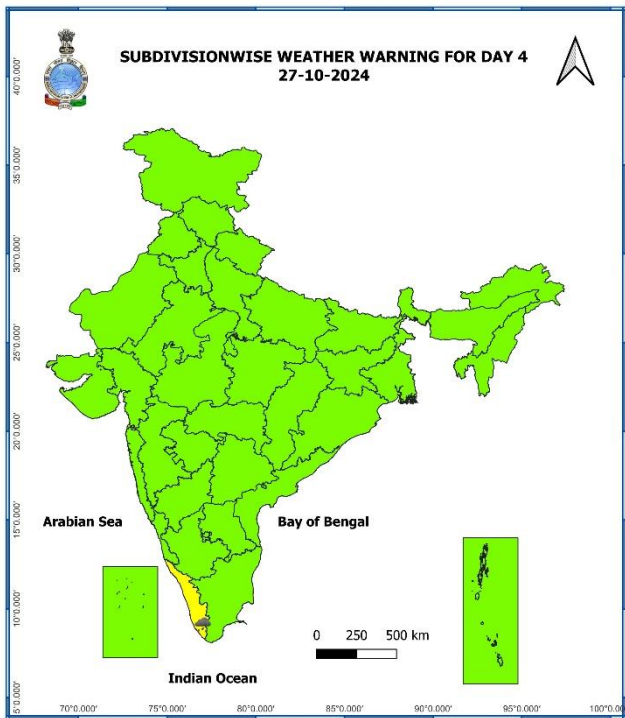 SUBDIVISIONWISE WEATHER WARNING FOR DAY 4
27-10-2024
40°0.000'
35°0.000'
30°0.000'
25°0.000'
20°0.000'
15°0.000'
10°0.000'
5°0.000'
Arabian Sea
Bay of Bengal
0 250 500 km
Indian Ocean
70°0.000' 75°0.000' 80°0.000' 85°0.000' 90°0.000' 95°0.000' 100°0.000'